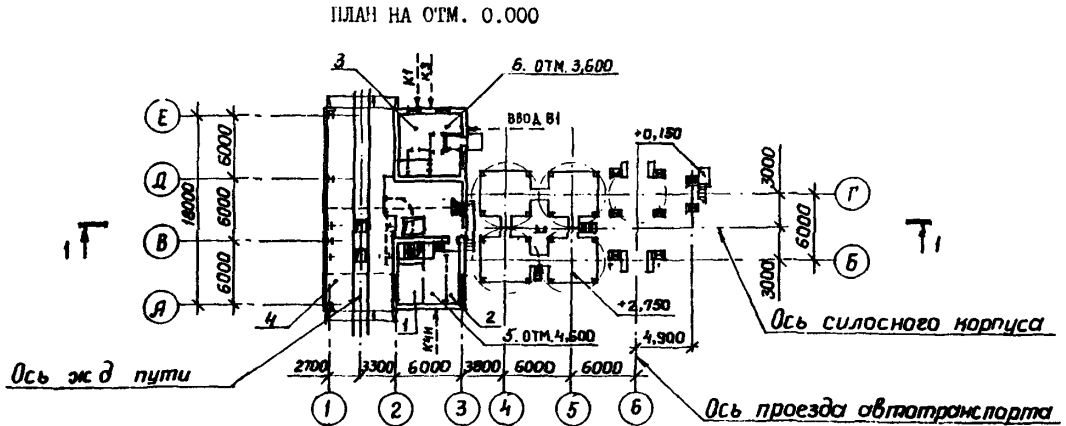 ПЛАН НА ОТМ. 0.000
3
К1
К3
6. ОТМ. 3,600
ВВОД В1
+0,150
Е
Д
В
Я
6000
6000
6000
18000
Г
Б
3000
6000
3000
1
1
4
1
К4н
2
5. ОТМ. 4,600
+2,750
4,900
Ось силосного корпуса
Ось ж д пути
2700
3300
6000
3800
6000
6000
1
2
3
4
5
6
Ось проезда автотранспорта